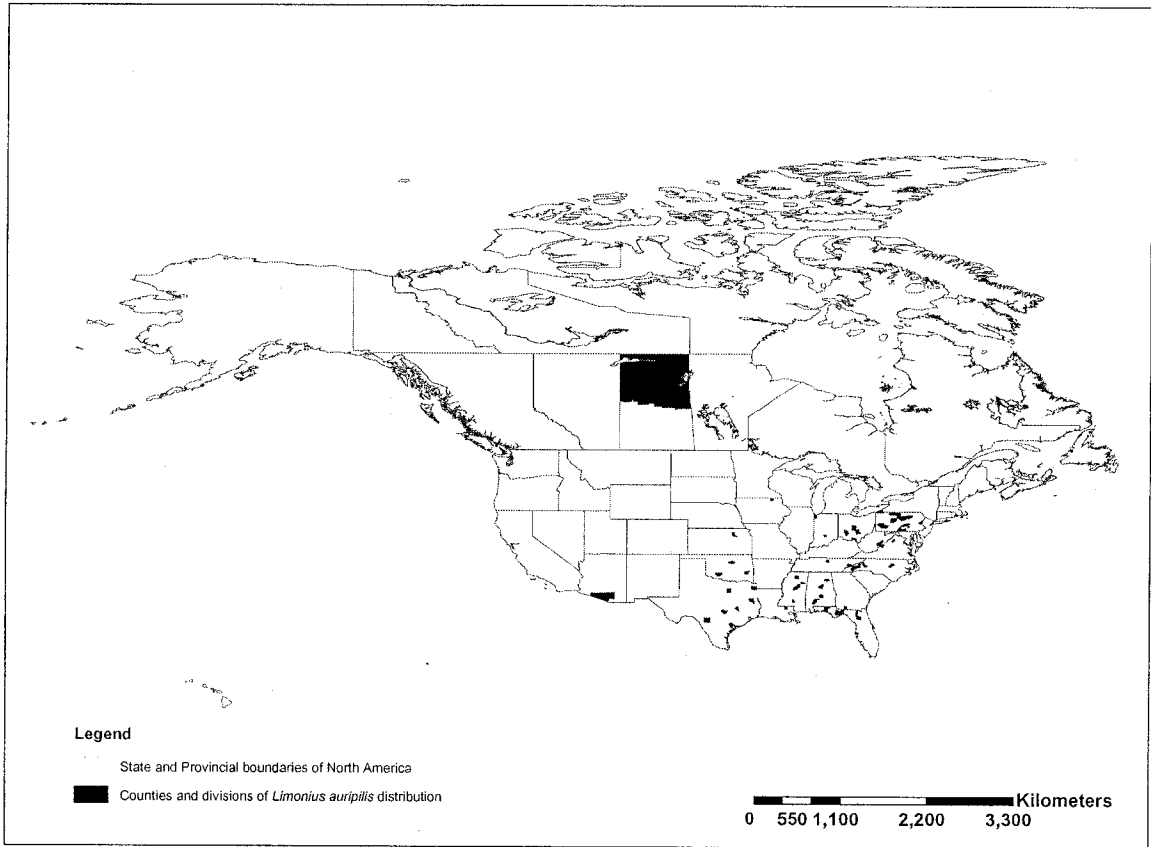 Legend
State and Provincial boundaries of North America
Counties and divisions of Limonius auripilis distribution
Kilometers
0 550 1,100 2,200 3,300